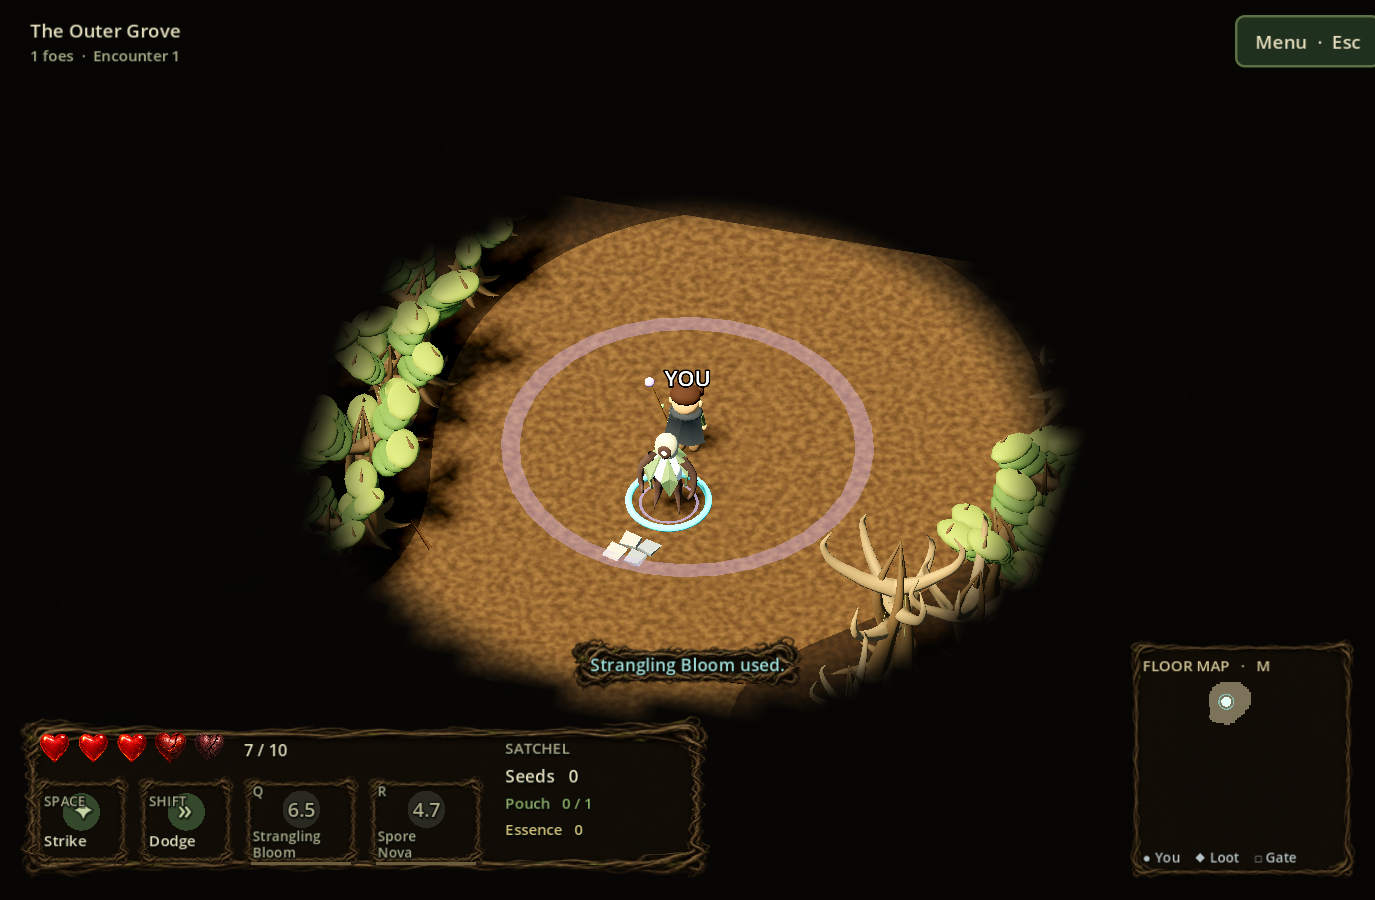 The Outer Grove
1 foes · Encounter 1
Menu · Esc
YOU
Strangling Bloom used.
FLOOR MAP · M
You
Loot
Gate
7 / 10
SPACE
Strike
SHIFT
Dodge
Q
6.5
Strangling
Bloom
R
4.7
Spore
Nova
SATCHEL
Seeds 0
Pouch 0 / 1
Essence 0